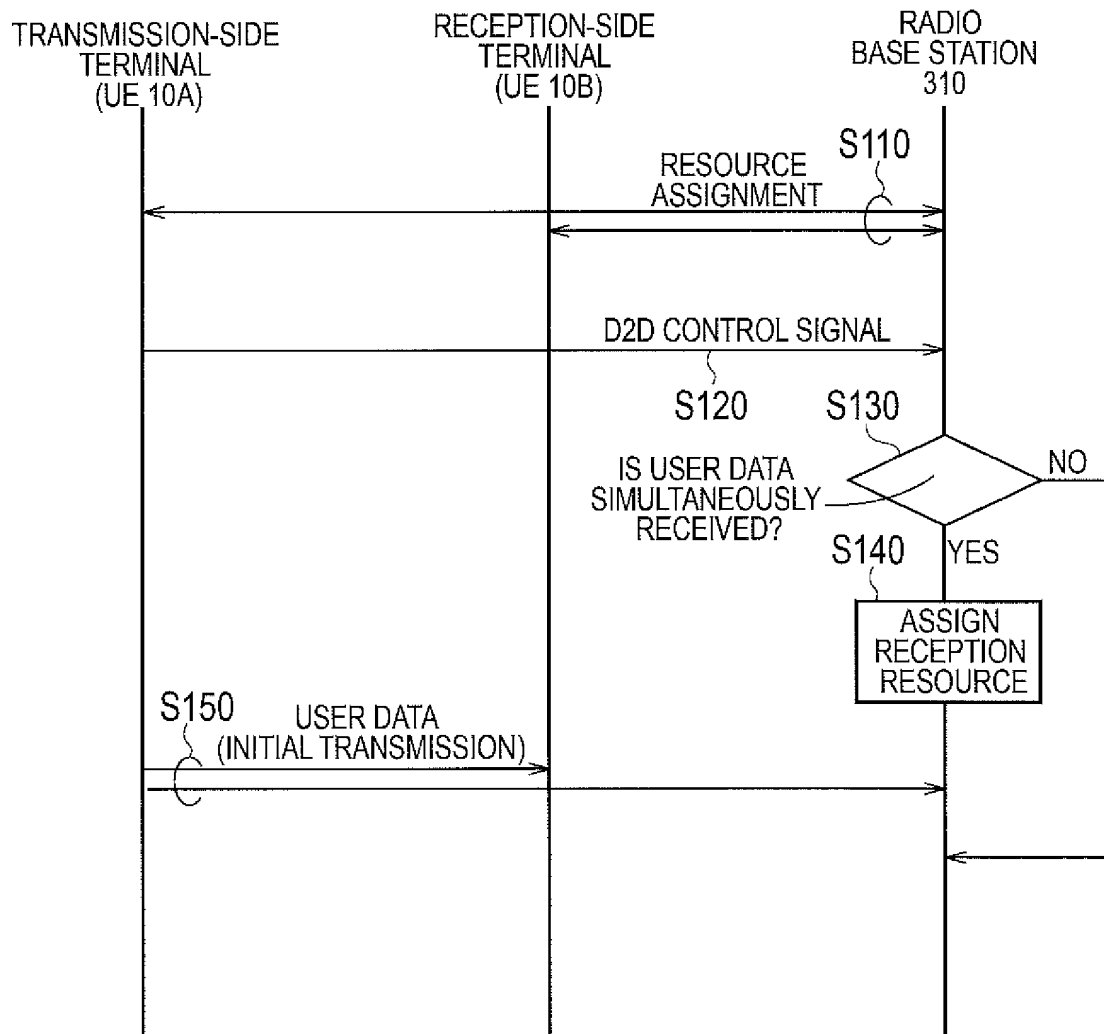 TRANSMISSION-SIDE
TERMINAL
(UE 10A)
RECEPTION-SIDE
TERMINAL
(UE 10B)
RADIO
BASE STATION
310
S110
RESOURCE
ASSIGNMENT
D2D CONTROL SIGNAL
S120
S130
IS USER DATA
SIMULTANEOUSLY
RECEIVED?
NO
YES
S140
ASSIGN
RECEPTION
RESOURCE
S150
USER DATA
(INITIAL TRANSMISSION)